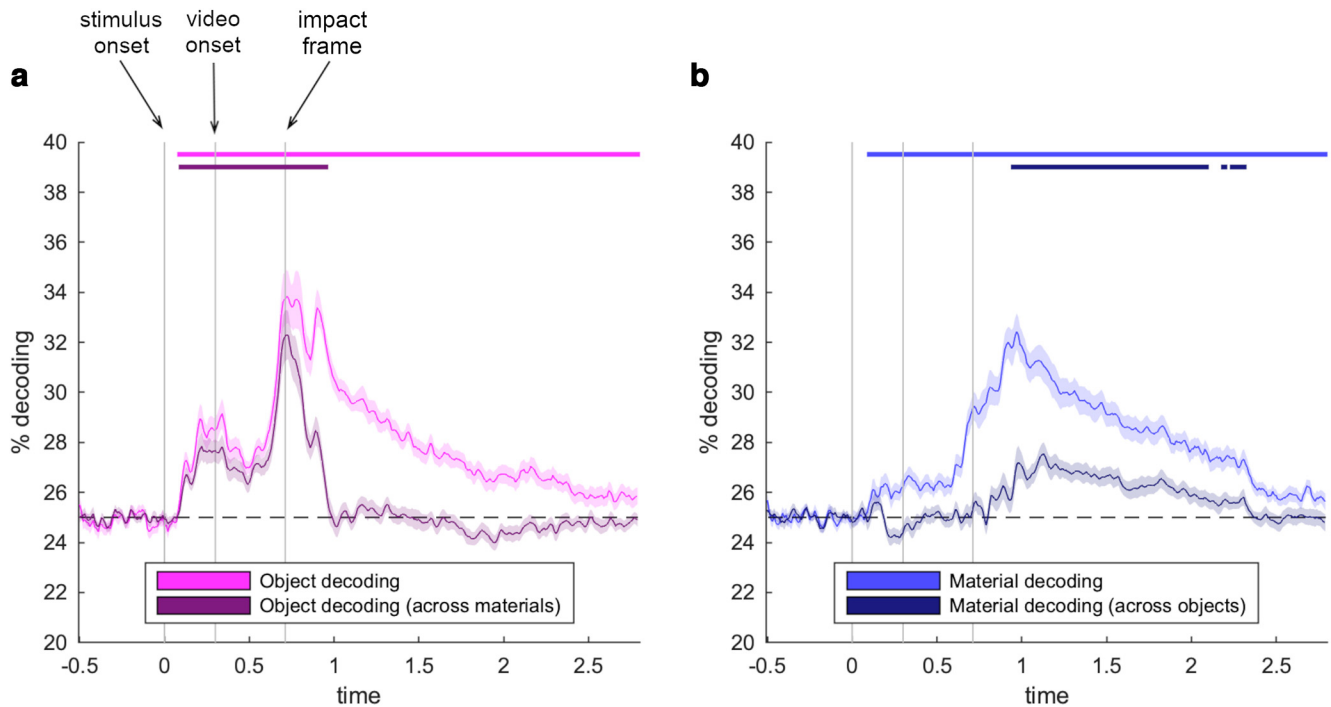 stimulus onset
video onset
impact frame
a
b
40
38
36
34
32
30
28
26
24
22
20
% decoding
-0.5 0 0.5 1 1.5 2 2.5
time
Object decoding
Object decoding (across materials)
40
38
36
34
32
30
28
26
24
22
20
% decoding
-0.5 0 0.5 1 1.5 2 2.5
time
Material decoding
Material decoding (across objects)